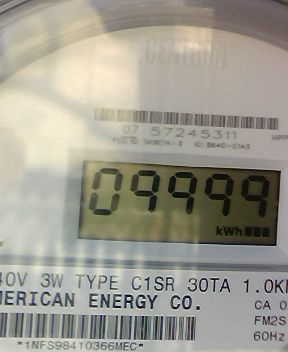 CENTRON
07 57245311
09999
kWh
40V 3W TYPE C1SR 30TA 1.0K
MERICAN ENERGY CO.
CA 0
FM2S
60Hz
*1NFS98410366MEC*